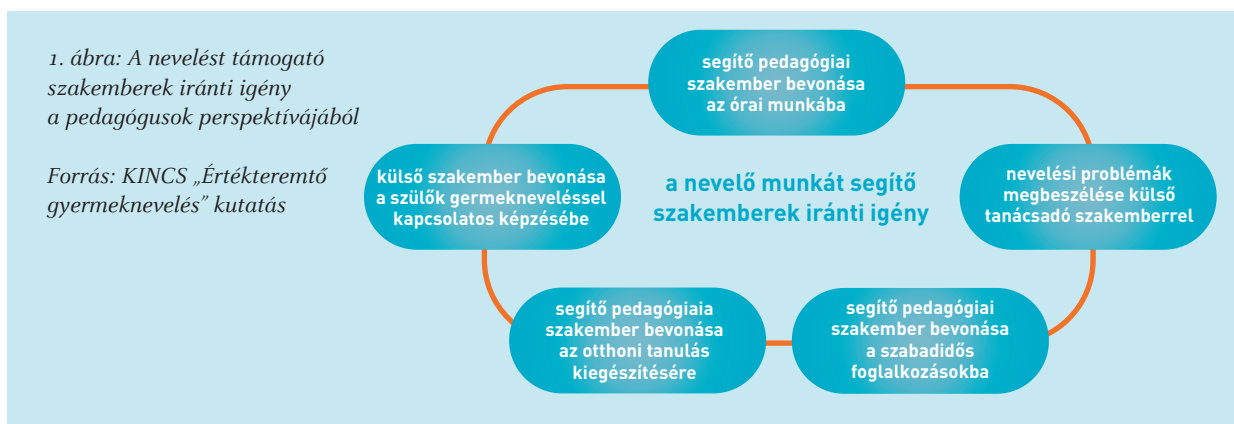 1. ábra: A nevelést támogató
szakemberek iránti igény
a pedagógusok perspektívájából
Forrás: KINCS „Értékteremtő
gyermeknevelés” kutatás
segítő pedagógiai
szakember bevonása
az órai munkába
külső szakember bevonása
a szülők germekneveléssel
kapcsolatos képzésébe
a nevelő munkát segítő
szakemberek iránti igény
nevelési problémák
megbeszélése külső
tanácsadó szakemberrel
segítő pedagógiaia
szakember bevonása
az otthoni tanulás
kiegészítésére
segítő pedagógiai
szakember bevonása
a szabadidős
foglalkozásokba